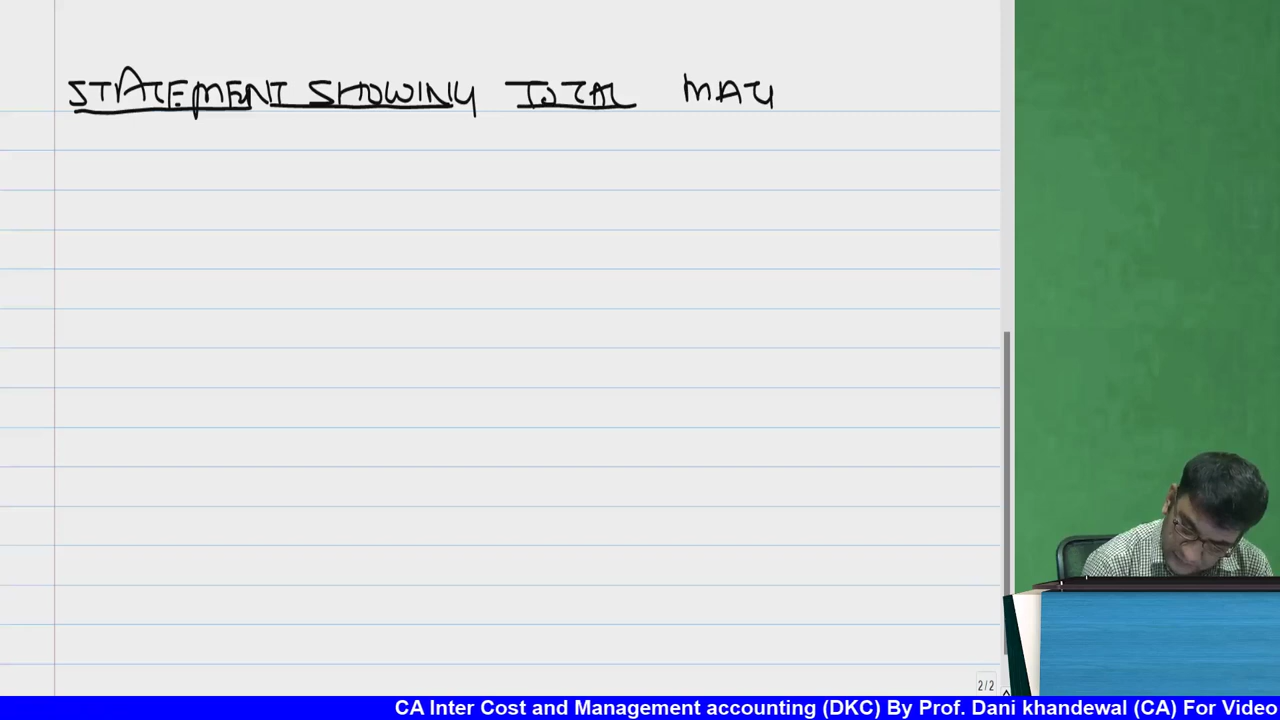 STATEMENT SHOWING TOTAL
2/2
CA Inter Cost and Management accounting (DKC) By Prof. Dani khandewal (CA) For Video